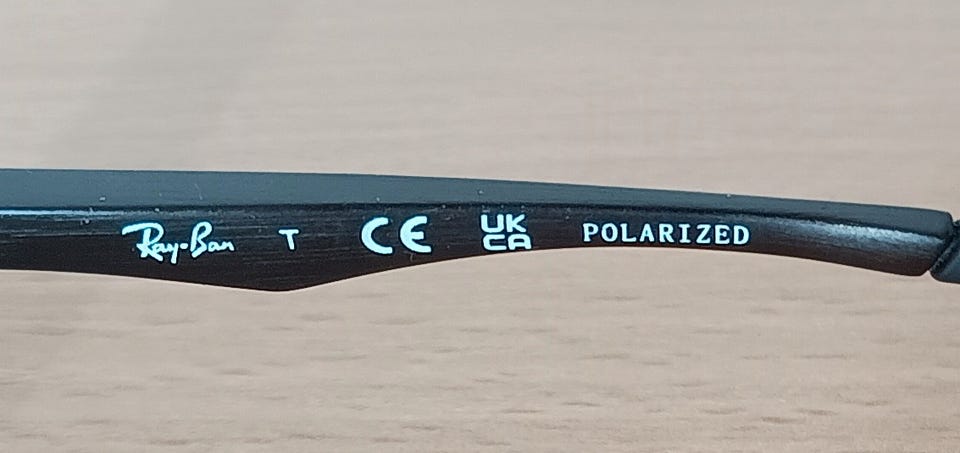 Ray-Ban T CE UK CA POLARIZED